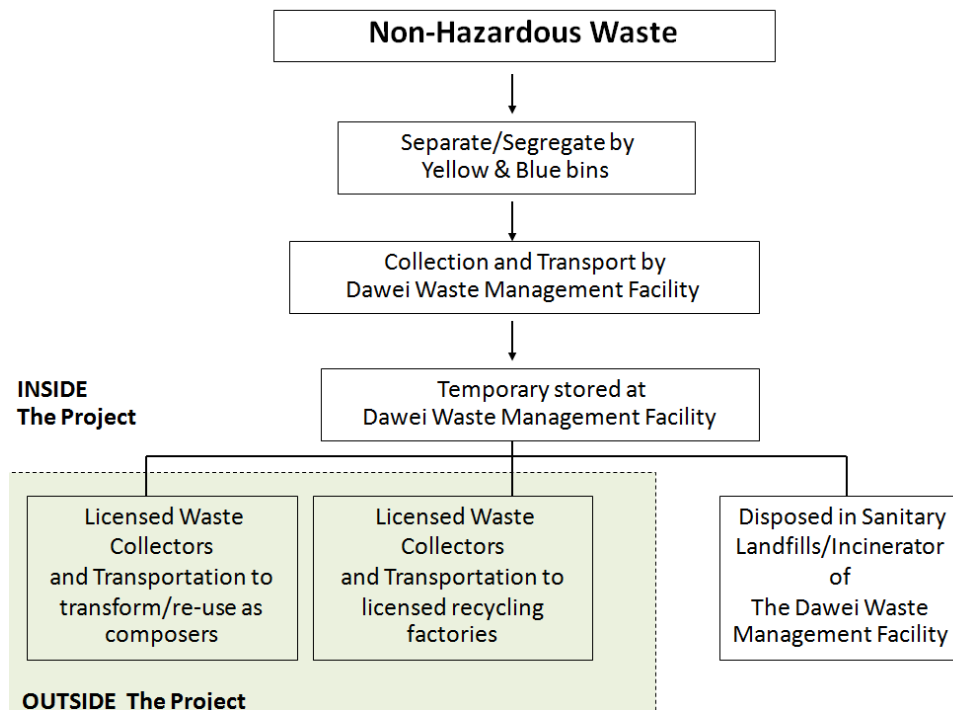 Non-Hazardous Waste
Separate/Segregate by
Yellow & Blue bins
Collection and Transport by
Dawei Waste Management Facility
INSIDE
The Project
Temporary stored at
Dawei Waste Management Facility
Licensed Waste
Collectors
and Transportation to
transform/re-use as
composers
Licensed Waste
Collectors
and Transportation to
licensed recycling
factories
Disposed in Sanitary
Landfills/Incinerator
of
The Dawei Waste
Management Facility
OUTSIDE The Project